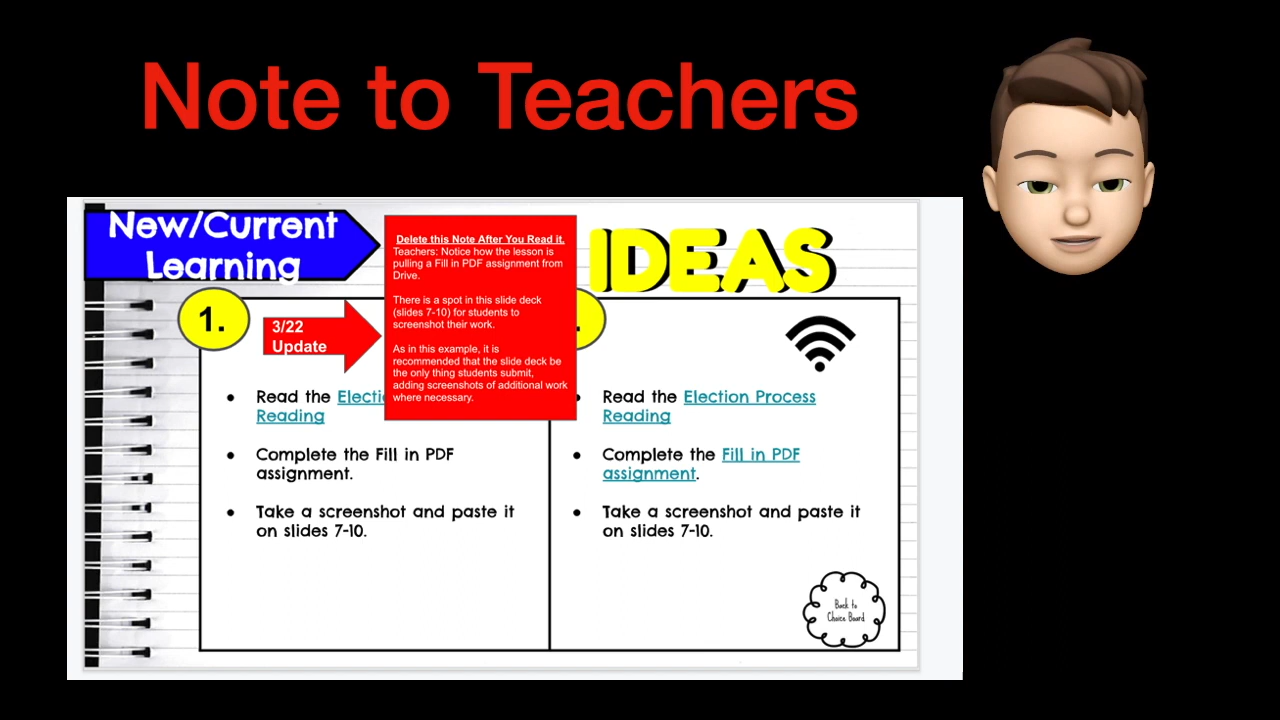 Note to Teachers
New/Current
Learning
Delete this Note After You Read it.
Teachers: Notice how the lesson is
pulling a Fill in PDF assignment from
Drive.
There is a spot in this slide deck
(slides 7-10) for students to
screenshot their work.
As in this example, it is
recommended that the slide deck be
the only thing students submit,
adding screenshots of additional work
where necessary.
IDEAS
1.
3/22
Update
Read the
Reading
Complete the Fill in PDF
assignment.
Take a screenshot and paste it
on slides 7-10.
Read the Election Process
Reading
Complete the Fill in PDF
assignment.
Take a screenshot and paste it
on slides 7-10.
Back to
Choice Board